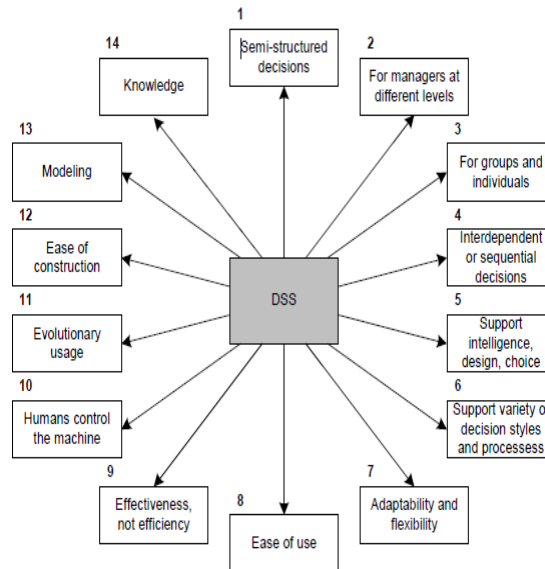 1
Semi-structured
decisions
2
For managers at
different levels
3
For groups and
individuals
4
Interdependent
or sequential
decisions
5
Support
intelligence,
design, choice
6
Support variety o
decision styles
and processess
7
Adaptability and
flexibility
8
Ease of use
9
Effectiveness,
not efficiency
10
Humans control
the machine
11
Evolutionary
usage
12
Ease of
construction
13
Modeling
14
Knowledge
DSS